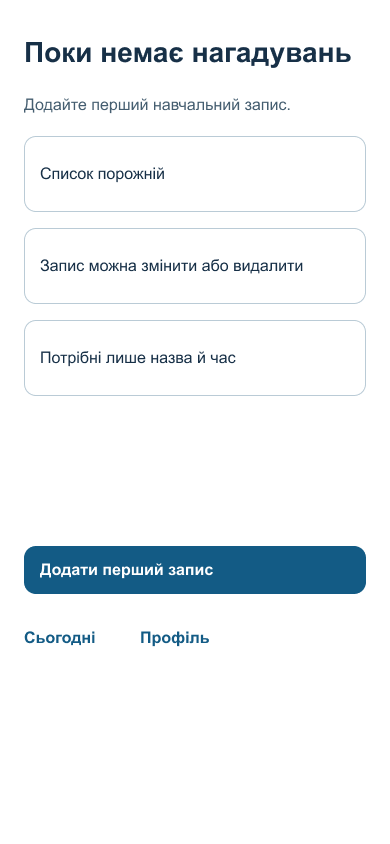 Поки немає нагадувань
Додайте перший навчальний запис.
Список порожній
Запис можна змінити або видалити
Потрібні лише назва й час
Додати перший запис
Сьогодні
Профіль